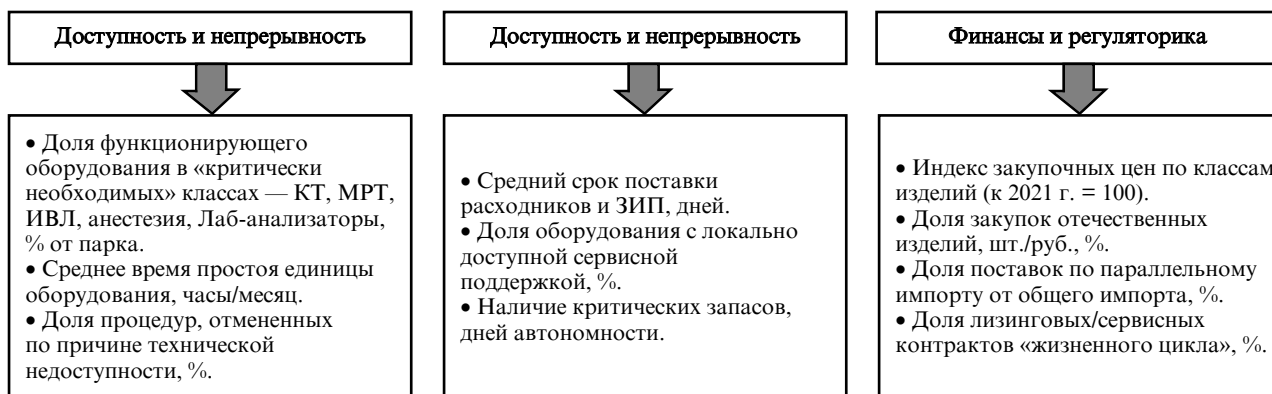 Доступность и непрерывность
• Доля функционирующего
оборудования в «критически
необходимых» классах — КТ, МРТ,
ИВЛ, анестезия, Лаб-анализаторы,
% от парка.
• Среднее время простоя единицы
оборудования, часы/месяц.
• Доля процедур, отмененных
по причине технической
недоступности, %.
Доступность и непрерывность
• Средний срок поставки
расходников и ЗИП, дней.
• Доля оборудования с локально
доступной сервисной
поддержкой, %.
• Наличие критических запасов,
дней автономности.
Финансы и регуляторика
• Индекс закупочных цен по классам
изделий (к 2021 г. = 100).
• Доля закупок отечественных
изделий, шт./руб., %.
• Доля поставок по параллельному
импорту от общего импорта, %.
• Доля лизинговых/сервисных
контрактов «жизненного цикла», %.